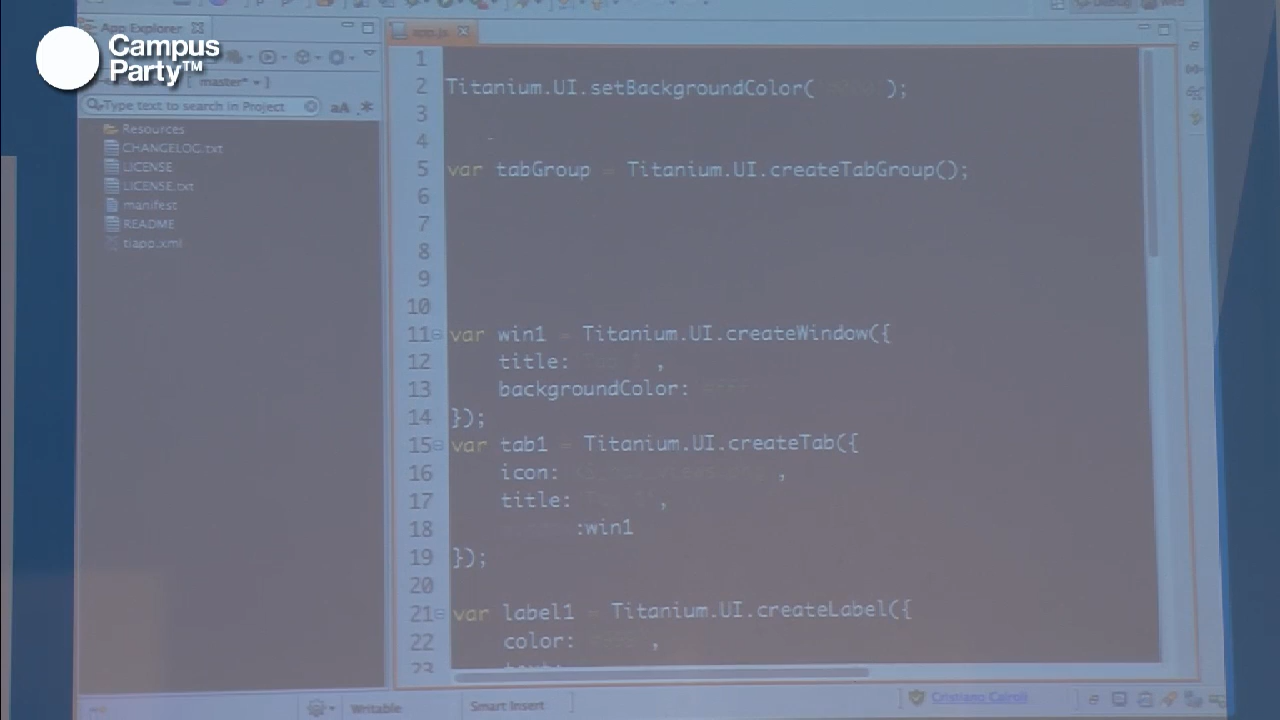 Campus
Party™
App Explorer
app.js
master*
Type text to search in Project
aA
Resources
CHANGELOG.txt
LICENSE
LICENSE.txt
manifest
README
tiapp.xml
1
2 Titanium.UI.setBackgroundColor( );
3
4
5 var tabGroup = Titanium.UI.createTabGroup();
6
7
8
9
10
11 var win1 = Titanium.UI.createWindow({
12 title: ,
13 backgroundColor:
14 });
15 var tab1 = Titanium.UI.createTab({
16 icon: ,
17 title: ,
18 :win1
19 });
20
21 var label1 = Titanium.UI.createLabel({
22 color: ,
23 text:
Writable
Smart Insert